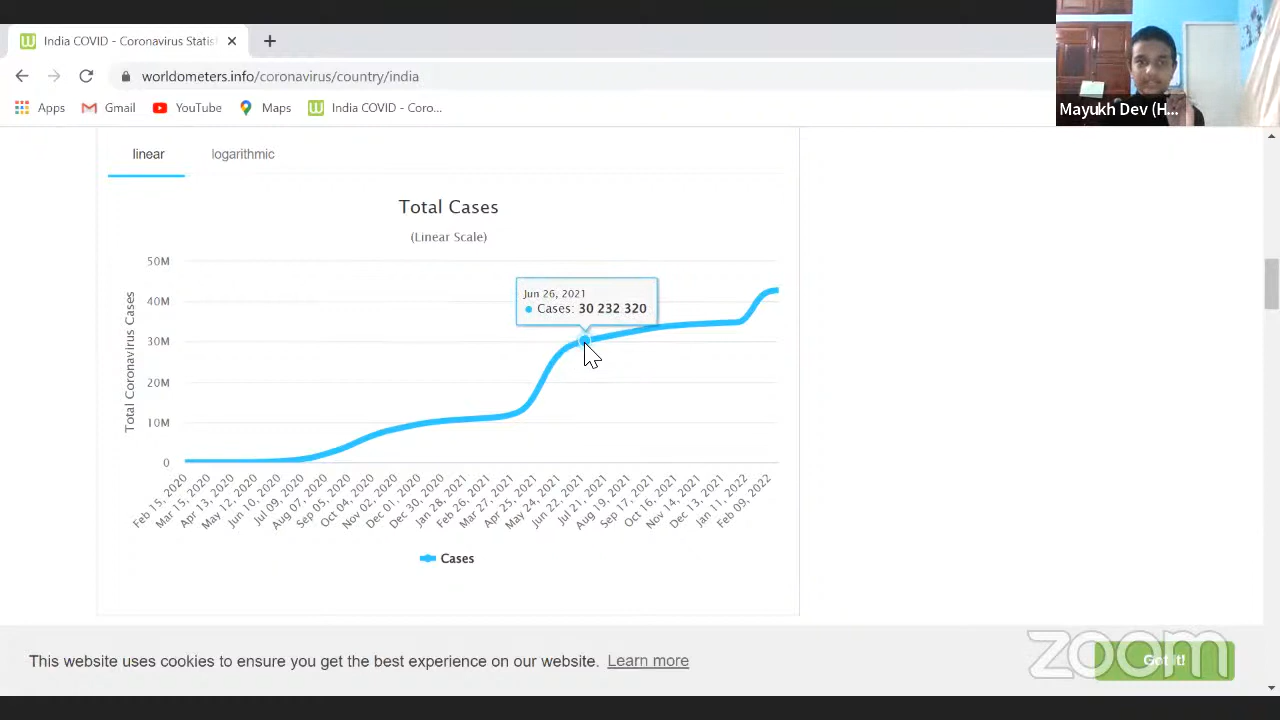 India COVID - Coronavirus Statis
worldometers.info/coronavirus/country/india
Apps Gmail YouTube Maps India COVID - Coro...
Mayukh Dev (H...
linear logarithmic
Total Cases
(Linear Scale)
Total Coronavirus Cases
50M
40M
30M
20M
10M
0
Jun 26, 2021
Cases: 30 232 320
Feb 15, 2020
Mar 15, 2020
Apr 13, 2020
May 12, 2020
Jun 10, 2020
Jul 09, 2020
Aug 07, 2020
Sep 05, 2020
Oct 04, 2020
Nov 02, 2020
Dec 01, 2020
Dec 30, 2020
Jan 28, 2021
Feb 26, 2021
Mar 27, 2021
Apr 25, 2021
May 24, 2021
Jun 22, 2021
Jul 21, 2021
Aug 19, 2021
Sep 17, 2021
Oct 16, 2021
Nov 14, 2021
Dec 13, 2021
Jan 11, 2022
Feb 09, 2022
Cases
This website uses cookies to ensure you get the best experience on our website. Learn more
Got it!
zoom